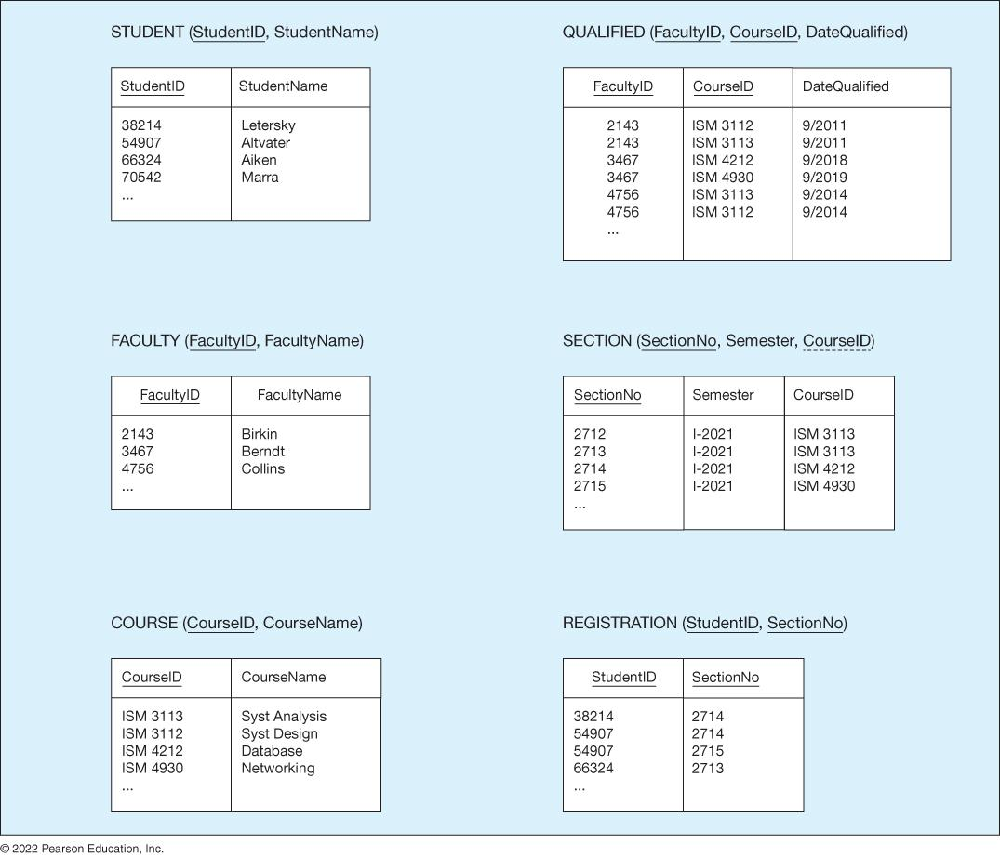 STUDENT (StudentID, StudentName)
StudentID StudentName
38214 Letersky
54907 Altvater
66324 Aiken
70542 Marra
...
QUALIFIED (FacultyID, CourseID, DateQualified)
FacultyID CourseID DateQualified
2143 ISM 3112 9/2011
2143 ISM 3113 9/2011
3467 ISM 4212 9/2018
3467 ISM 4930 9/2019
4756 ISM 3113 9/2014
4756 ISM 3112 9/2014
...
FACULTY (FacultyID, FacultyName)
FacultyID FacultyName
2143 Birkin
3467 Berndt
4756 Collins
...
SECTION (SectionNo, Semester, CourseID)
SectionNo Semester CourseID
2712 I-2021 ISM 3113
2713 I-2021 ISM 3113
2714 I-2021 ISM 4212
2715 I-2021 ISM 4930
...
COURSE (CourseID, CourseName)
CourseID CourseName
ISM 3113 Syst Analysis
ISM 3112 Syst Design
ISM 4212 Database
ISM 4930 Networking
...
REGISTRATION (StudentID, SectionNo)
StudentID SectionNo
38214 2714
54907 2714
54907 2715
66324 2713
...
© 2022 Pearson Education, Inc.